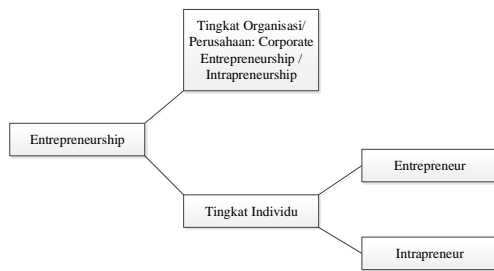 Tingkat Organisasi/
Perusahaan: Corporate
Entrepreneurship /
Intrapreneurship
Entrepreneurship
Entrepreneur
Tingkat Individu
Intrapreneur